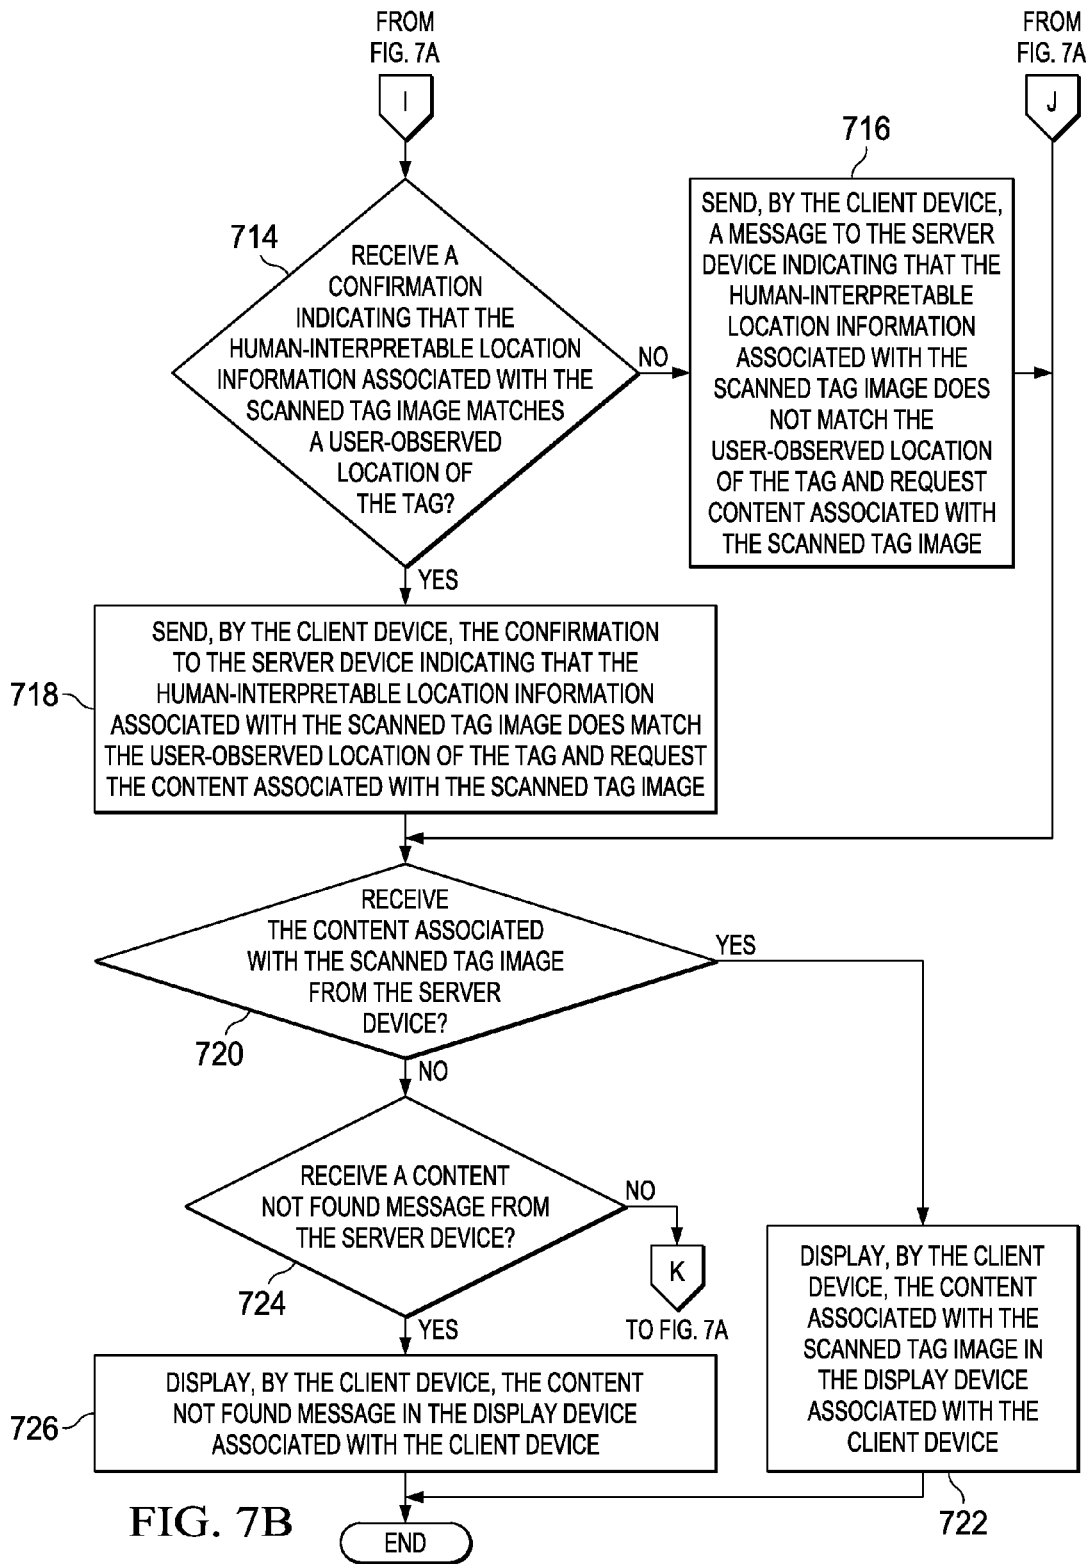 FROM
FIG. 7A
I
FROM
FIG. 7A
J
714
RECEIVE A
CONFIRMATION
INDICATING THAT THE
HUMAN-INTERPRETABLE LOCATION
INFORMATION ASSOCIATED WITH THE
SCANNED TAG IMAGE MATCHES
A USER-OBSERVED
LOCATION OF
THE TAG?
NO
716
SEND, BY THE CLIENT DEVICE,
A MESSAGE TO THE SERVER
DEVICE INDICATING THAT THE
HUMAN-INTERPRETABLE
LOCATION INFORMATION
ASSOCIATED WITH THE
SCANNED TAG IMAGE DOES
NOT MATCH THE
USER-OBSERVED LOCATION
OF THE TAG AND REQUEST
CONTENT ASSOCIATED WITH
THE SCANNED TAG IMAGE
YES
718
SEND, BY THE CLIENT DEVICE, THE CONFIRMATION
TO THE SERVER DEVICE INDICATING THAT THE
HUMAN-INTERPRETABLE LOCATION INFORMATION
ASSOCIATED WITH THE SCANNED TAG IMAGE DOES MATCH
THE USER-OBSERVED LOCATION OF THE TAG AND REQUEST
THE CONTENT ASSOCIATED WITH THE SCANNED TAG IMAGE
RECEIVE
THE CONTENT ASSOCIATED
WITH THE SCANNED TAG IMAGE
FROM THE SERVER
DEVICE?
YES
720
NO
RECEIVE A CONTENT
NOT FOUND MESSAGE FROM
THE SERVER DEVICE?
NO
K
TO FIG. 7A
724
YES
DISPLAY, BY THE CLIENT
DEVICE, THE CONTENT
ASSOCIATED WITH THE
SCANNED TAG IMAGE IN
THE DISPLAY DEVICE
ASSOCIATED WITH THE
CLIENT DEVICE
722
726
DISPLAY, BY THE CLIENT DEVICE, THE CONTENT
NOT FOUND MESSAGE IN THE DISPLAY DEVICE
ASSOCIATED WITH THE CLIENT DEVICE
FIG. 7B
END